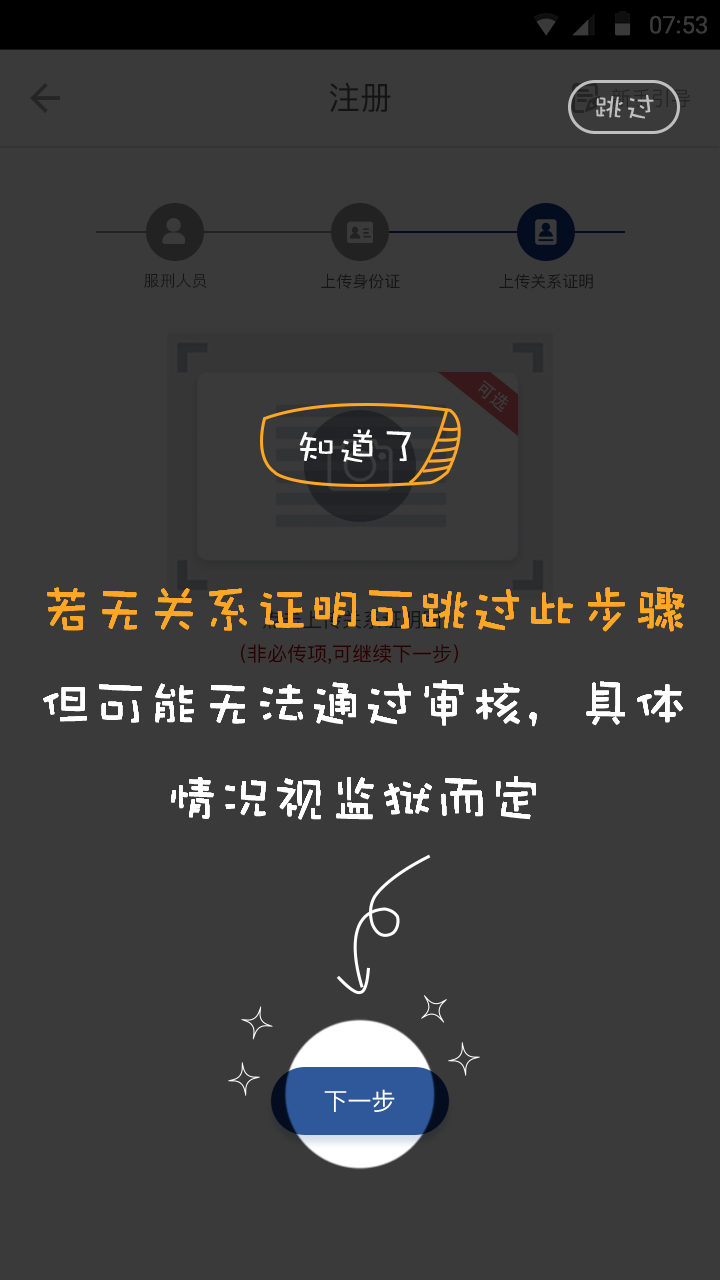 07:53
注册
新手引导
跳过
服刑人员
上传身份证
上传关系证明
可选
知道了
若无关系证明可跳过此步骤
(非必传项,可继续下一步)
但可能无法通过审核，具体
情况视监狱而定
下一步